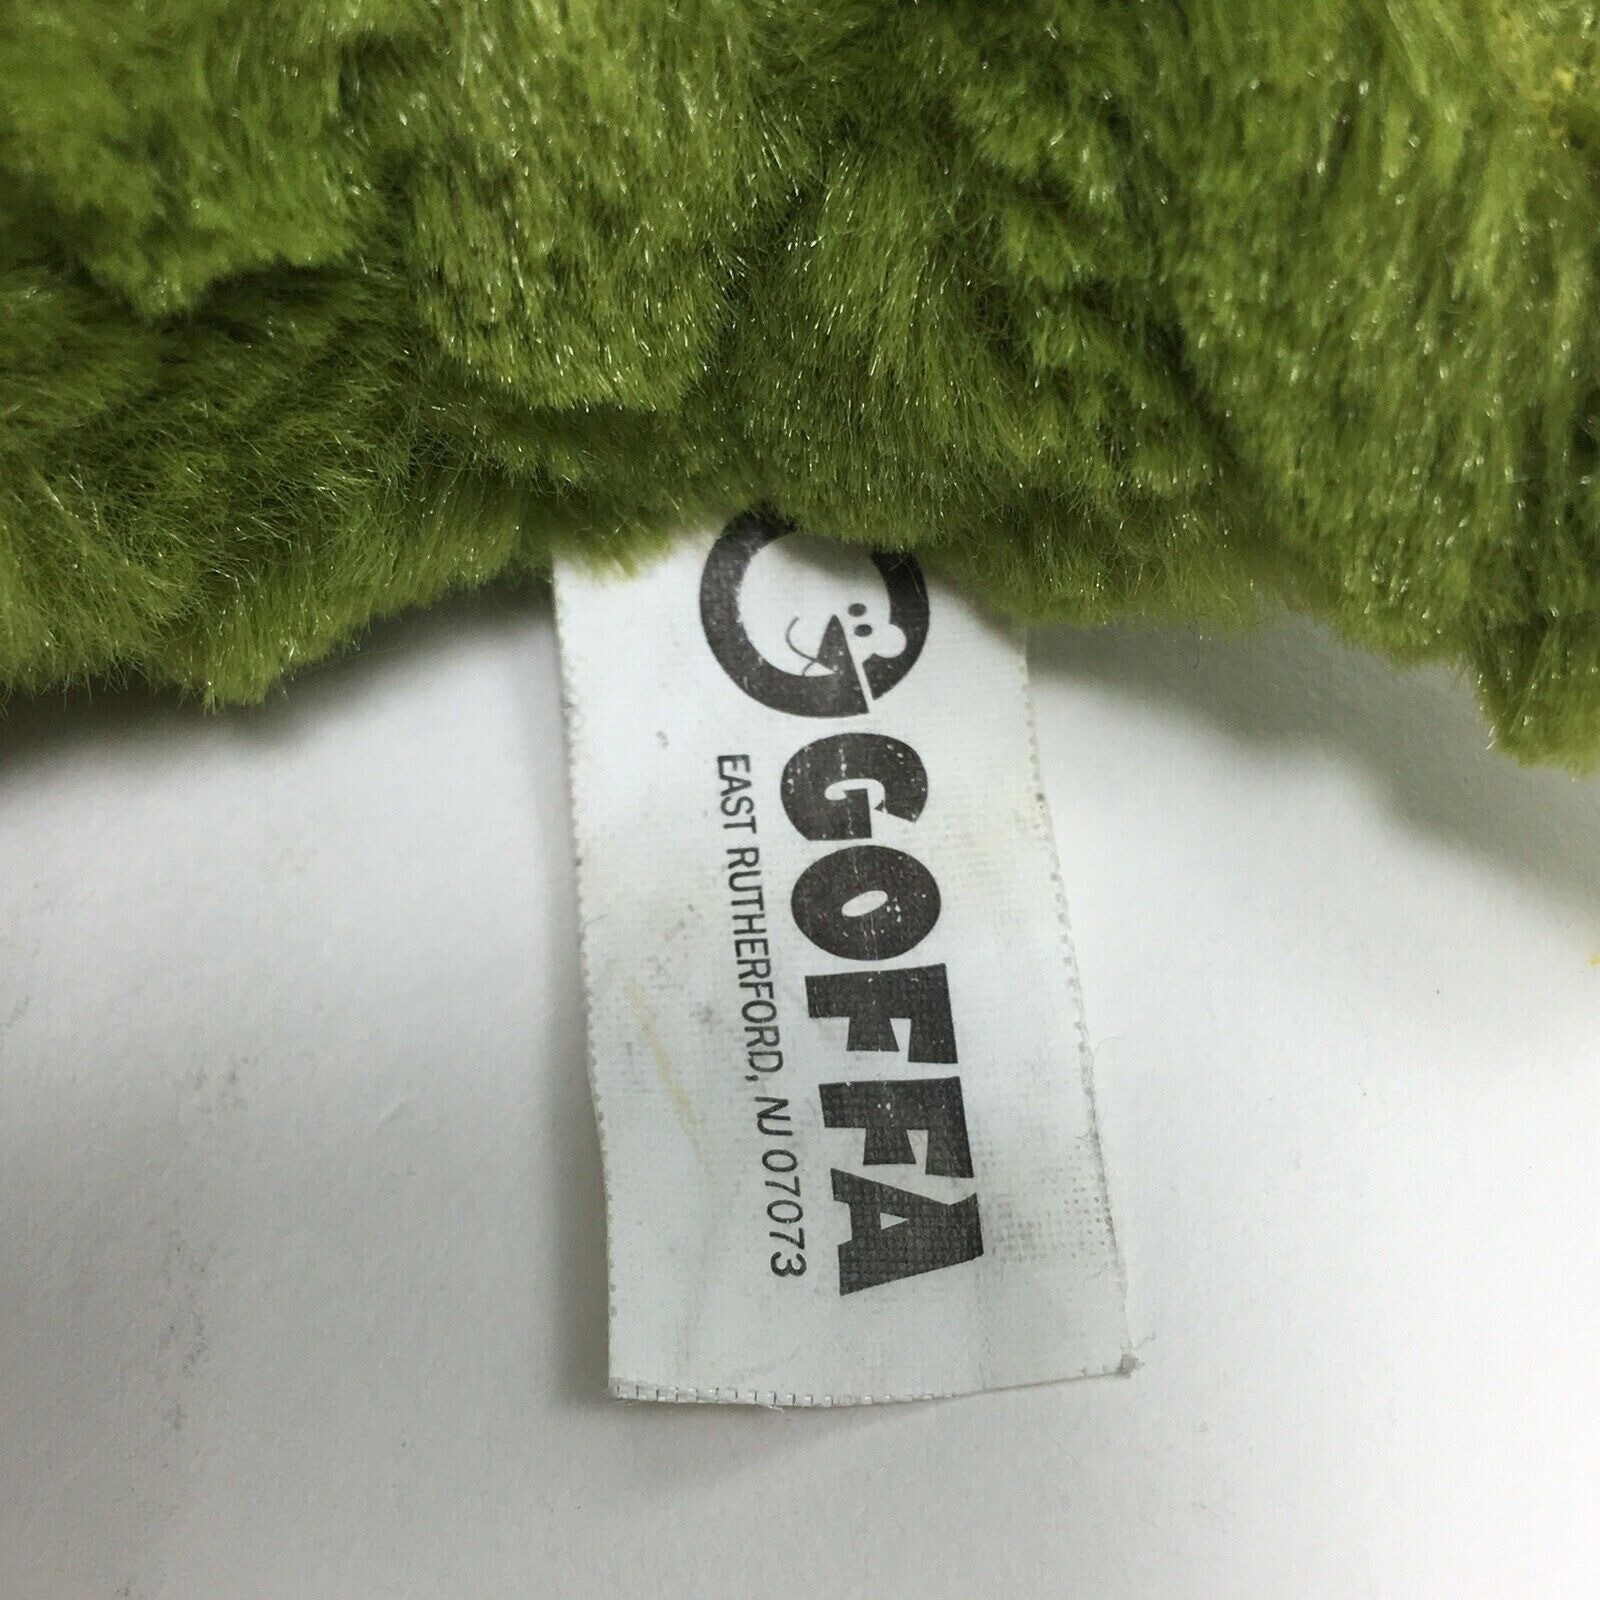 GOFFA
EAST RUTHERFORD, NJ 07073